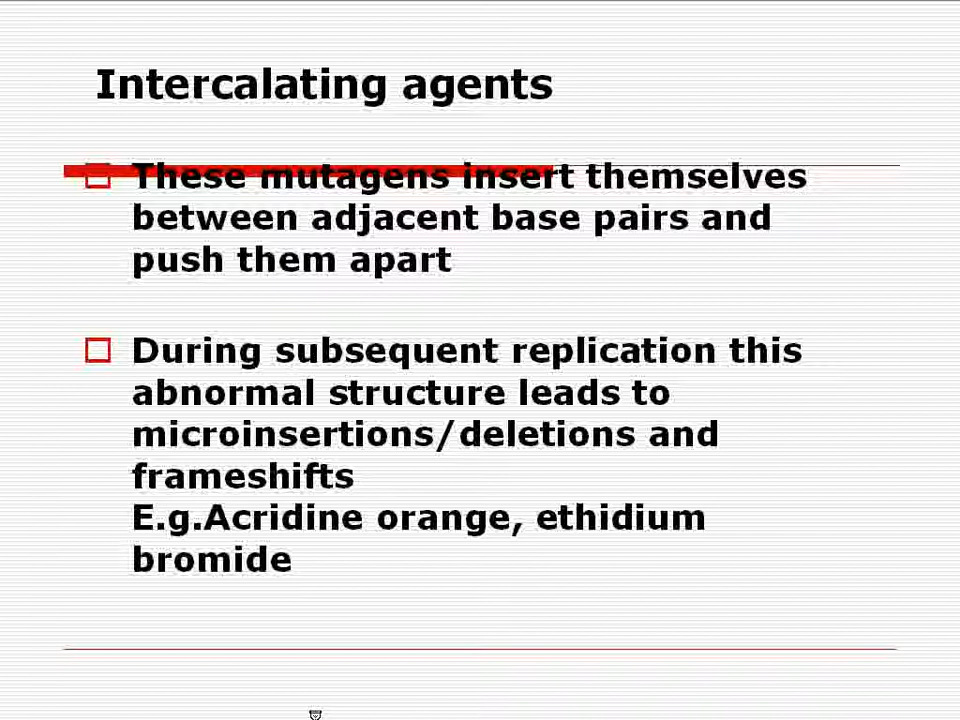 Intercalating agents
These mutagens insert themselves
between adjacent base pairs and
push them apart
During subsequent replication this
abnormal structure leads to
microinsertions/deletions and
frameshifts
E.g.Acridine orange, ethidium
bromide